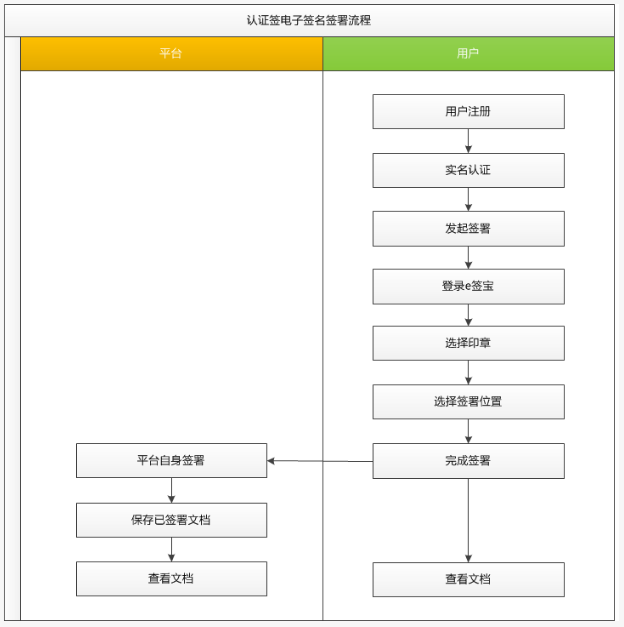 认证签电子签名签署流程
平台
用户
用户注册
实名认证
发起签署
登录e签宝
选择印章
选择签署位置
平台自身签署
完成签署
保存已签署文档
查看文档
查看文档